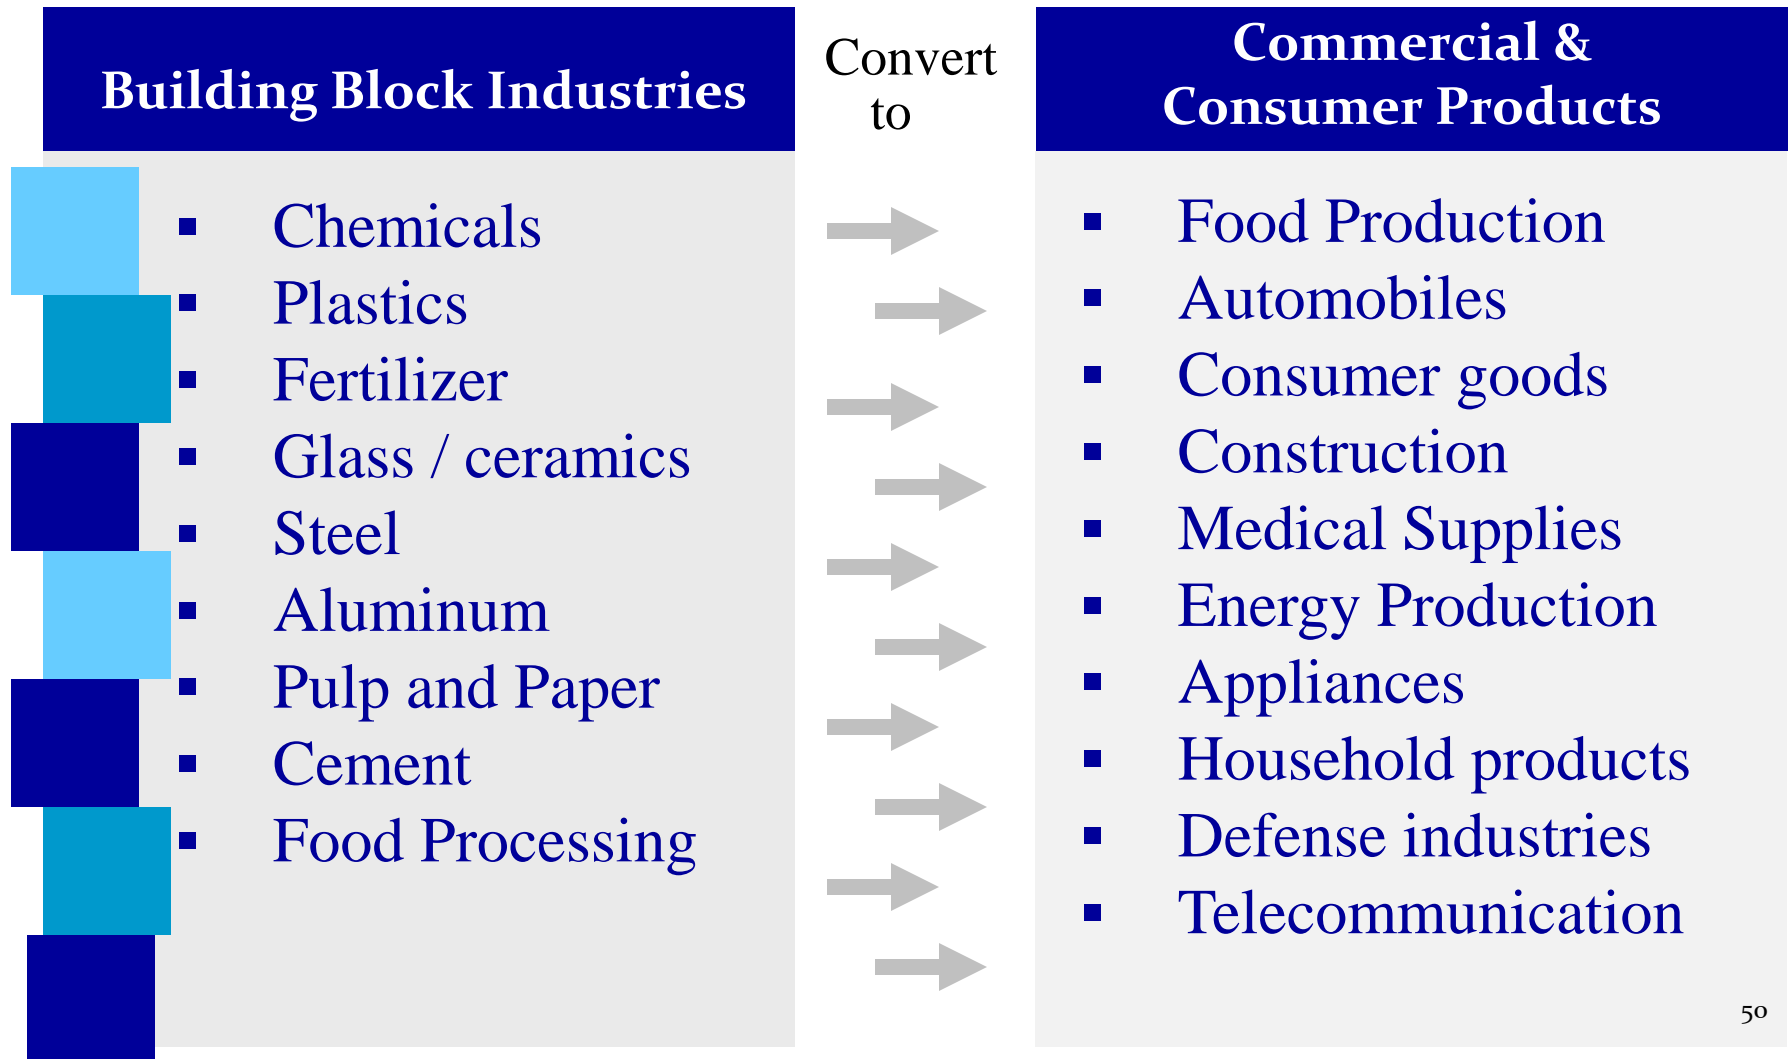 Building Block Industries
Convert
to
Commercial &
Consumer Products
▪ Chemicals
▪ Plastics
▪ Fertilizer
▪ Glass / ceramics
▪ Steel
▪ Aluminum
▪ Pulp and Paper
▪ Cement
▪ Food Processing
▪ Food Production
▪ Automobiles
▪ Consumer goods
▪ Construction
▪ Medical Supplies
▪ Energy Production
▪ Appliances
▪ Household products
▪ Defense industries
▪ Telecommunication
50